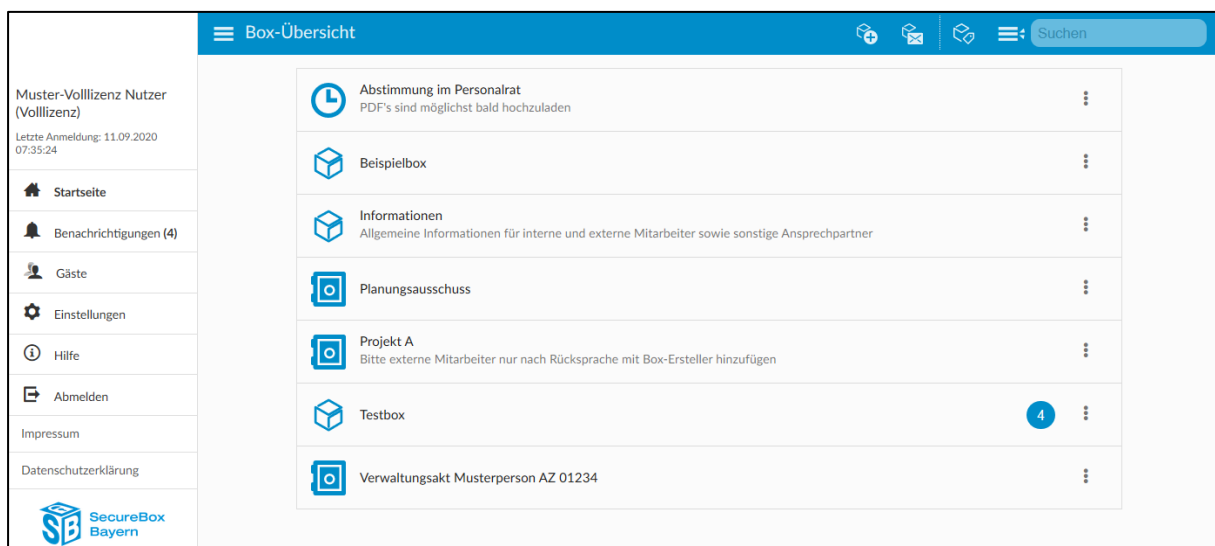 Box-Übersicht
Suchen
Muster-Volllizenz Nutzer
(Volllizenz)
Letzte Anmeldung: 11.09.2020
07:35:24
Startseite
Benachrichtigungen (4)
Gäste
Einstellungen
Hilfe
Abmelden
Impressum
Datenschutzerklärung
SB
SecureBox
Bayern
Abstimmung im Personalrat
PDF's sind möglichst bald hochzuladen
Beispielbox
Informationen
Allgemeine Informationen für interne und externe Mitarbeiter sowie sonstige Ansprechpartner
Planungsausschuss
Projekt A
Bitte externe Mitarbeiter nur nach Rücksprache mit Box-Ersteller hinzufügen
Testbox
4
Verwaltungsakt Musterperson AZ 01234